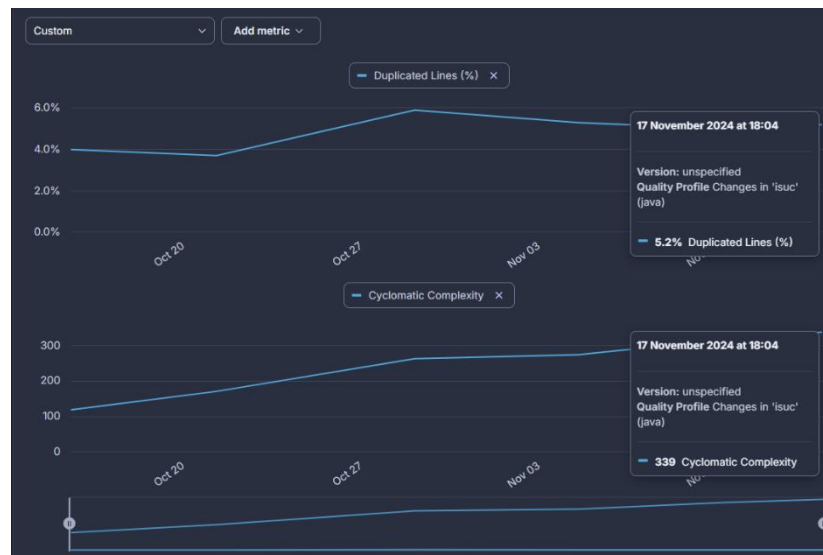 Custom
Add metric
Duplicated Lines (%) ×
6.0%
4.0%
2.0%
0.0%
Oct 20
Oct 27
Nov 03
17 November 2024 at 18:04
Version: unspecified
Quality Profile Changes in 'isuc'
(java)
5.2% Duplicated Lines (%)
Cyclomatic Complexity ×
300
200
100
0
Oct 20
Oct 27
Nov 03
17 November 2024 at 18:04
Version: unspecified
Quality Profile Changes in 'isuc'
(java)
339 Cyclomatic Complexity